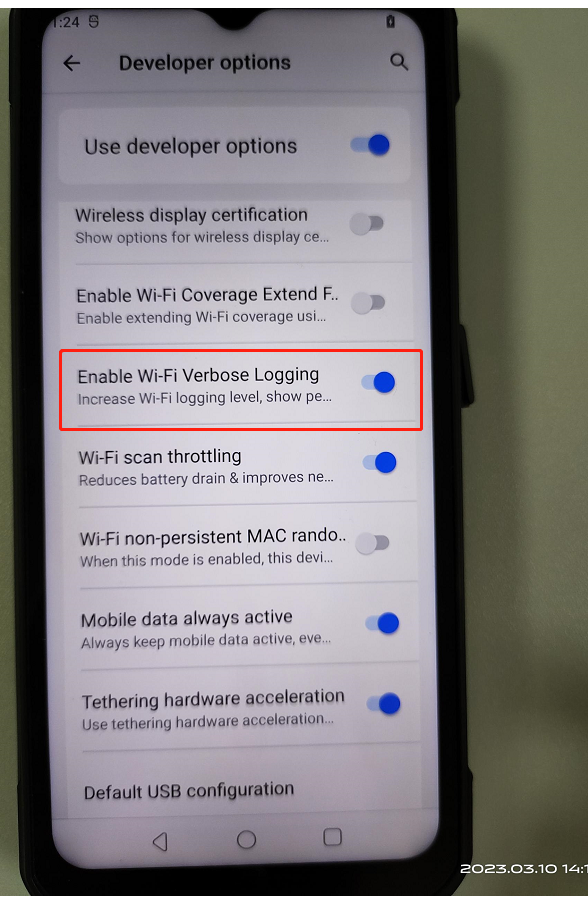 1:24
Developer options
Use developer options
Wireless display certification
Show options for wireless display ce...
Enable Wi-Fi Coverage Extend F..
Enable extending Wi-Fi coverage usi...
Enable Wi-Fi Verbose Logging
Increase Wi-Fi logging level, show pe...
Wi-Fi scan throttling
Reduces battery drain & improves ne...
Wi-Fi non-persistent MAC rando..
When this mode is enabled, this devi...
Mobile data always active
Always keep mobile data active, eve...
Tethering hardware acceleration
Use tethering hardware acceleration...
Default USB configuration
2023.03.10 14:1